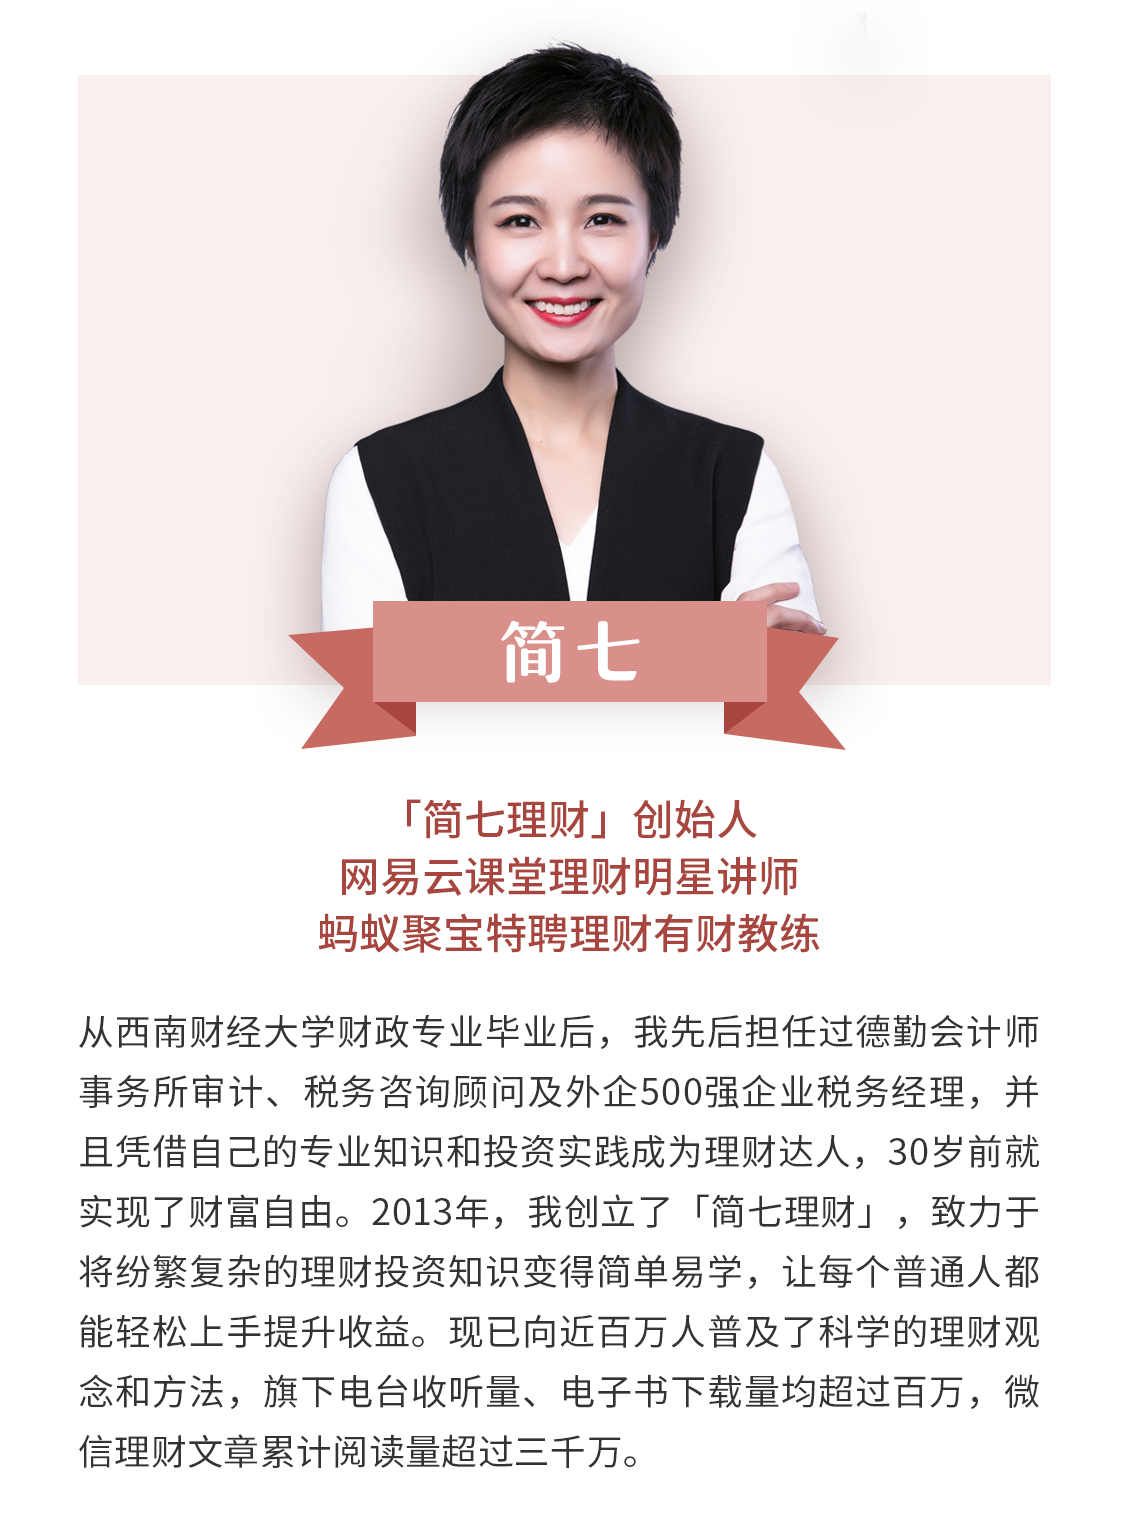 简七
「简七理财」创始人
网易云课堂理财明星讲师
蚂蚁聚宝特聘理财有财教练
从西南财经大学财政专业毕业后，我先后担任过德勤会计师
事务所审计、税务咨询顾问及外企500强企业税务经理，并
且凭借自己的专业知识和投资实践成为理财达人，30岁前就
实现了财富自由。2013年，我创立了「简七理财」，致力于
将纷繁复杂的理财投资知识变得简单易学，让每个普通人都
能轻松上手提升收益。现已向近百万人普及了科学的理财观
念和方法，旗下电台收听量、电子书下载量均超过百万，微
信理财文章累计阅读量超过三千万。